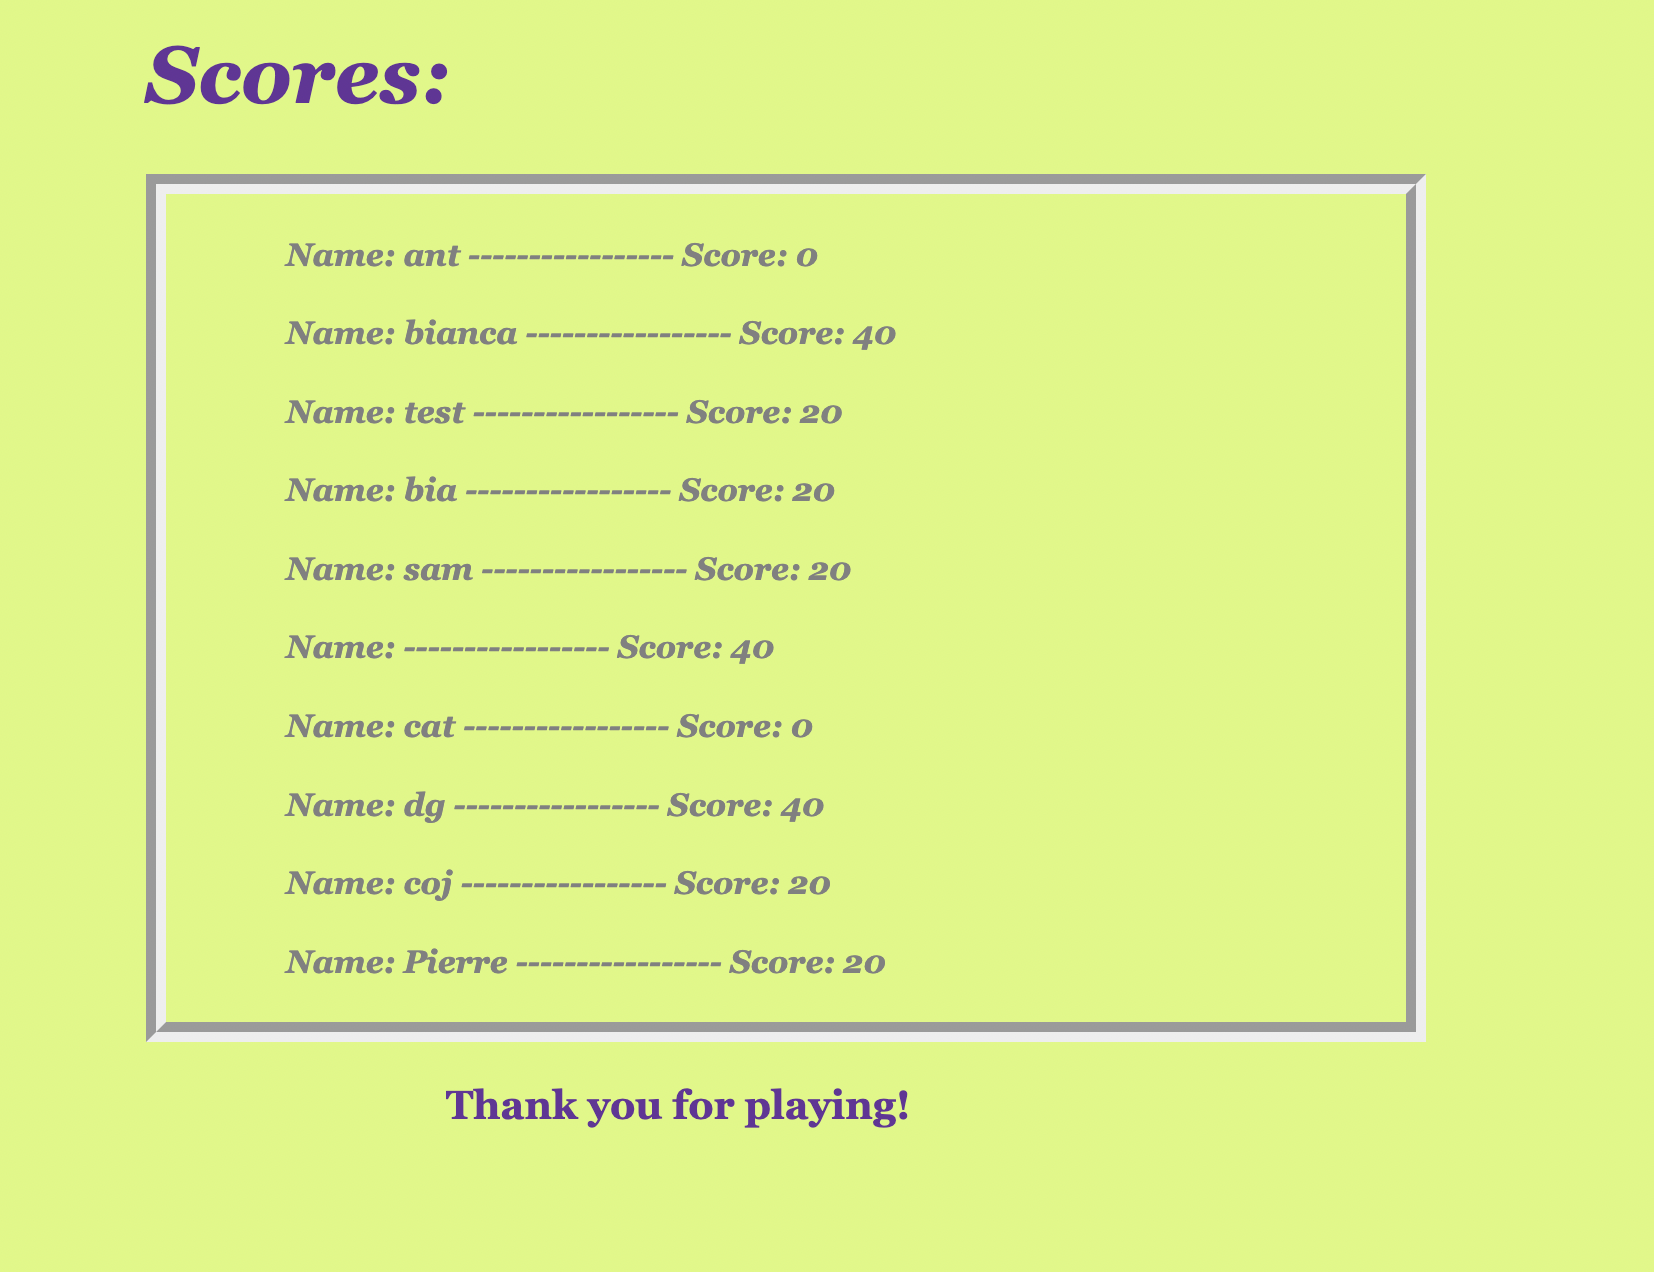 Scores:
Name: ant ----------------- Score: 0
Name: bianca ----------------- Score: 40
Name: test ----------------- Score: 20
Name: bia ----------------- Score: 20
Name: sam ----------------- Score: 20
Name: ----------------- Score: 40
Name: cat ----------------- Score: 0
Name: dg ----------------- Score: 40
Name: coj ----------------- Score: 20
Name: Pierre ----------------- Score: 20
Thank you for playing!